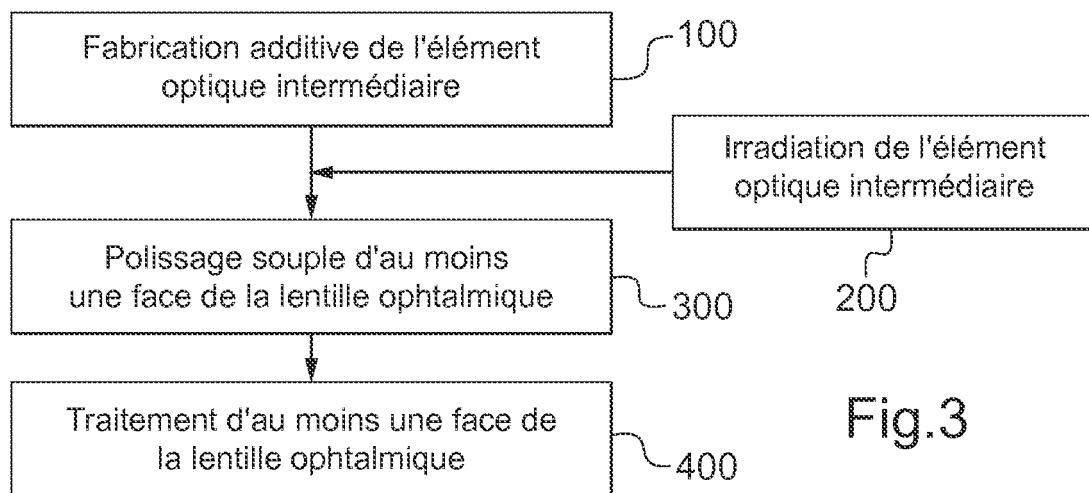 Fabrication additive de l'élément
optique intermédiaire
100
Irradiation de l'élément
optique intermédiaire
200
Polissage souple d'au moins
une face de la lentille ophtalmique
300
Traitement d'au moins une face de
la lentille ophtalmique
400
Fig.3